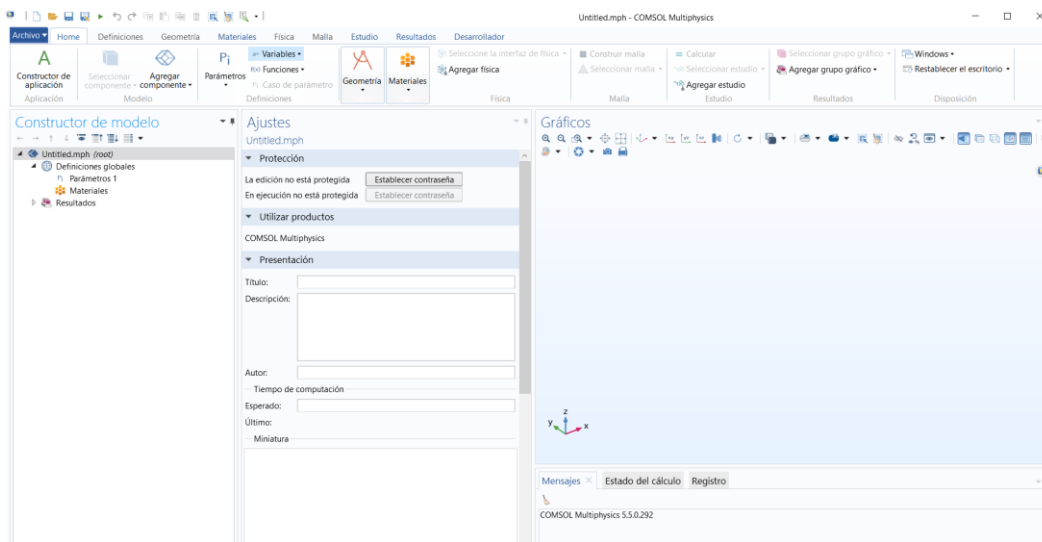 Untitled.mph - COMSOL Multiphysics
Archivo Home Definiciones Geometría Materiales Física Malla Estudio Resultados Desarrollador
Constructor de aplicación
Aplicación
Seleccionar componente
Agregar componente
Modelo
Pi
Parámetros
a= Variables
f(x) Funciones
Pi Caso de parámetro
Definiciones
Geometría
Materiales
Seleccione la interfaz de física
Agregar física
Física
Construir malla
Seleccionar malla
Malla
= Calcular
Seleccionar estudio
Agregar estudio
Estudio
Seleccionar grupo gráfico
Agregar grupo gráfico
Resultados
Windows
Restablecer el escritorio
Disposición
Constructor de modelo
Untitled.mph (root)
Definiciones globales
Pi Parámetros 1
Materiales
Resultados
Ajustes
Untitled.mph
Protección
La edición no está protegida Establecer contraseña
En ejecución no está protegida Establecer contraseña
Utilizar productos
COMSOL Multiphysics
Presentación
Título:
Descripción:
Autor:
Tiempo de computación
Esperado:
Último:
Miniatura
Gráficos
z
y x
Mensajes Estado del cálculo Registro
COMSOL Multiphysics 5.5.0.292